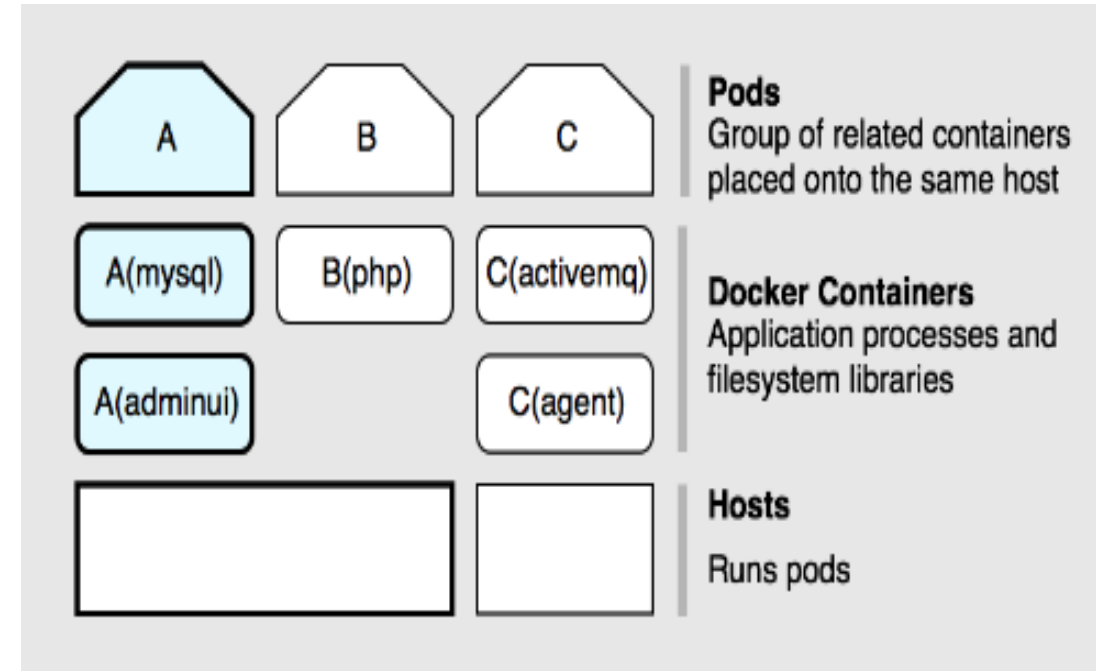 A
B
C
Pods
Group of related containers
placed onto the same host
A(mysql)
B(php)
C(activemq)
A(adminui)
C(agent)
Docker Containers
Application processes and
filesystem libraries
Hosts
Runs pods